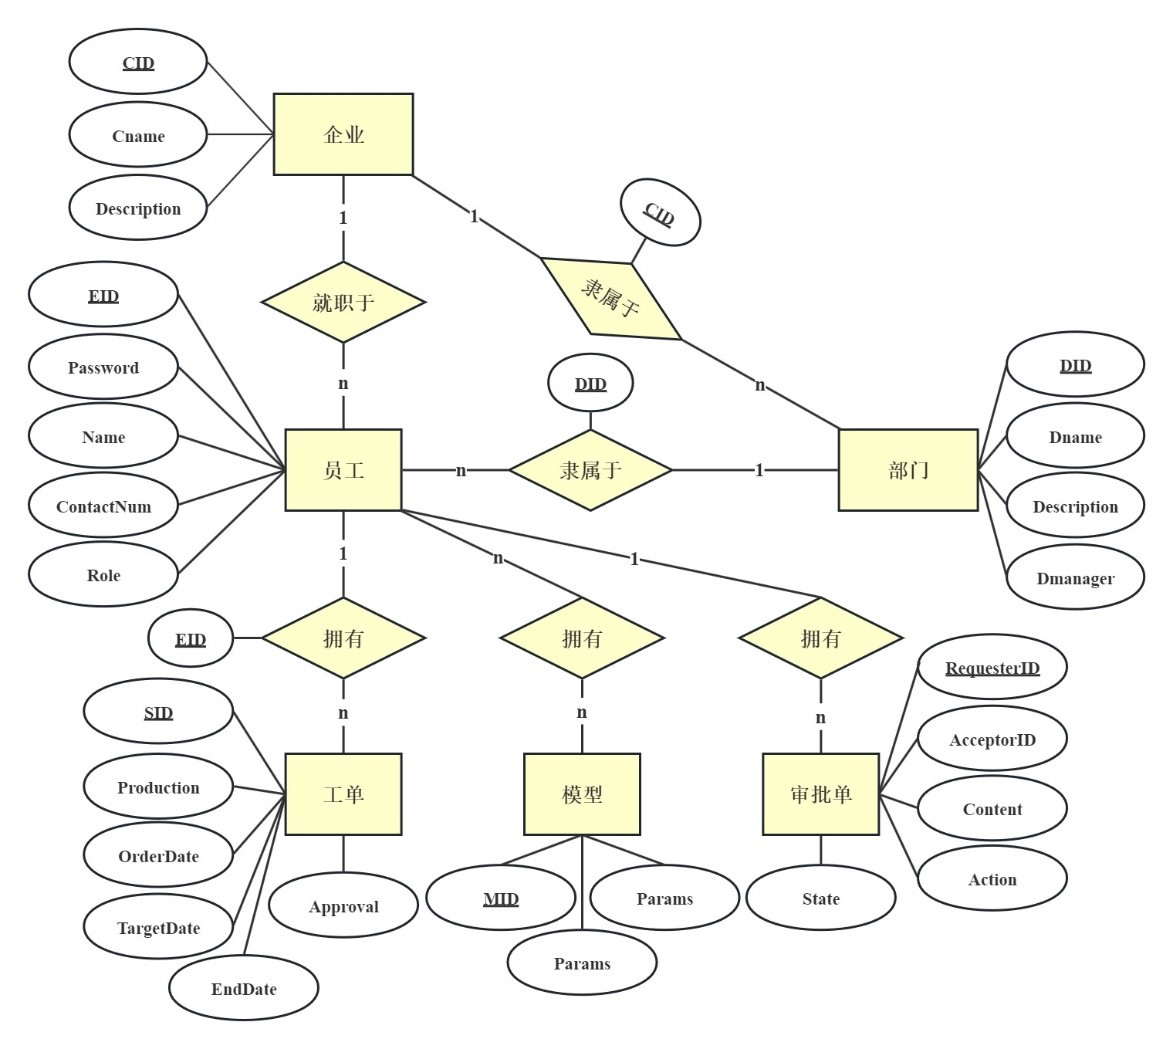 CID
企业
Cname
Description
1
1
CID
就职于
隶属于
EID
Password
Name
ContactNum
Role
n
n
DID
员工
n
隶属于
1
部门
DID
Dname
Description
Dmanager
1
n
1
EID
拥有
拥有
拥有
n
n
n
SID
Production
OrderDate
TargetDate
EndDate
工单
Approval
模型
MID
Params
Params
审批单
State
RequesterID
AcceptorID
Content
Action